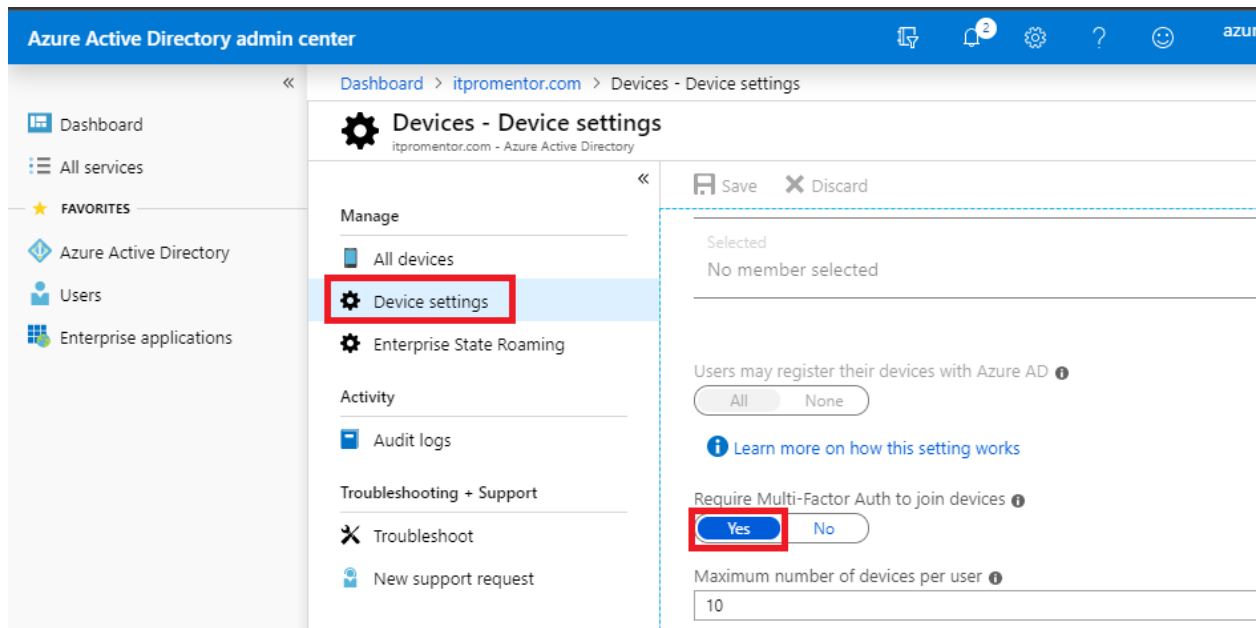 Azure Active Directory admin center
2
azur
Dashboard > itpromentor.com > Devices - Device settings
Dashboard
All services
FAVORITES
Azure Active Directory
Users
Enterprise applications
Devices - Device settings
itpromentor.com - Azure Active Directory
Manage
All devices
Device settings
Enterprise State Roaming
Activity
Audit logs
Troubleshooting + Support
Troubleshoot
New support request
Save Discard
Selected
No member selected
Users may register their devices with Azure AD
All None
Learn more on how this setting works
Require Multi-Factor Auth to join devices
Yes No
Maximum number of devices per user
10